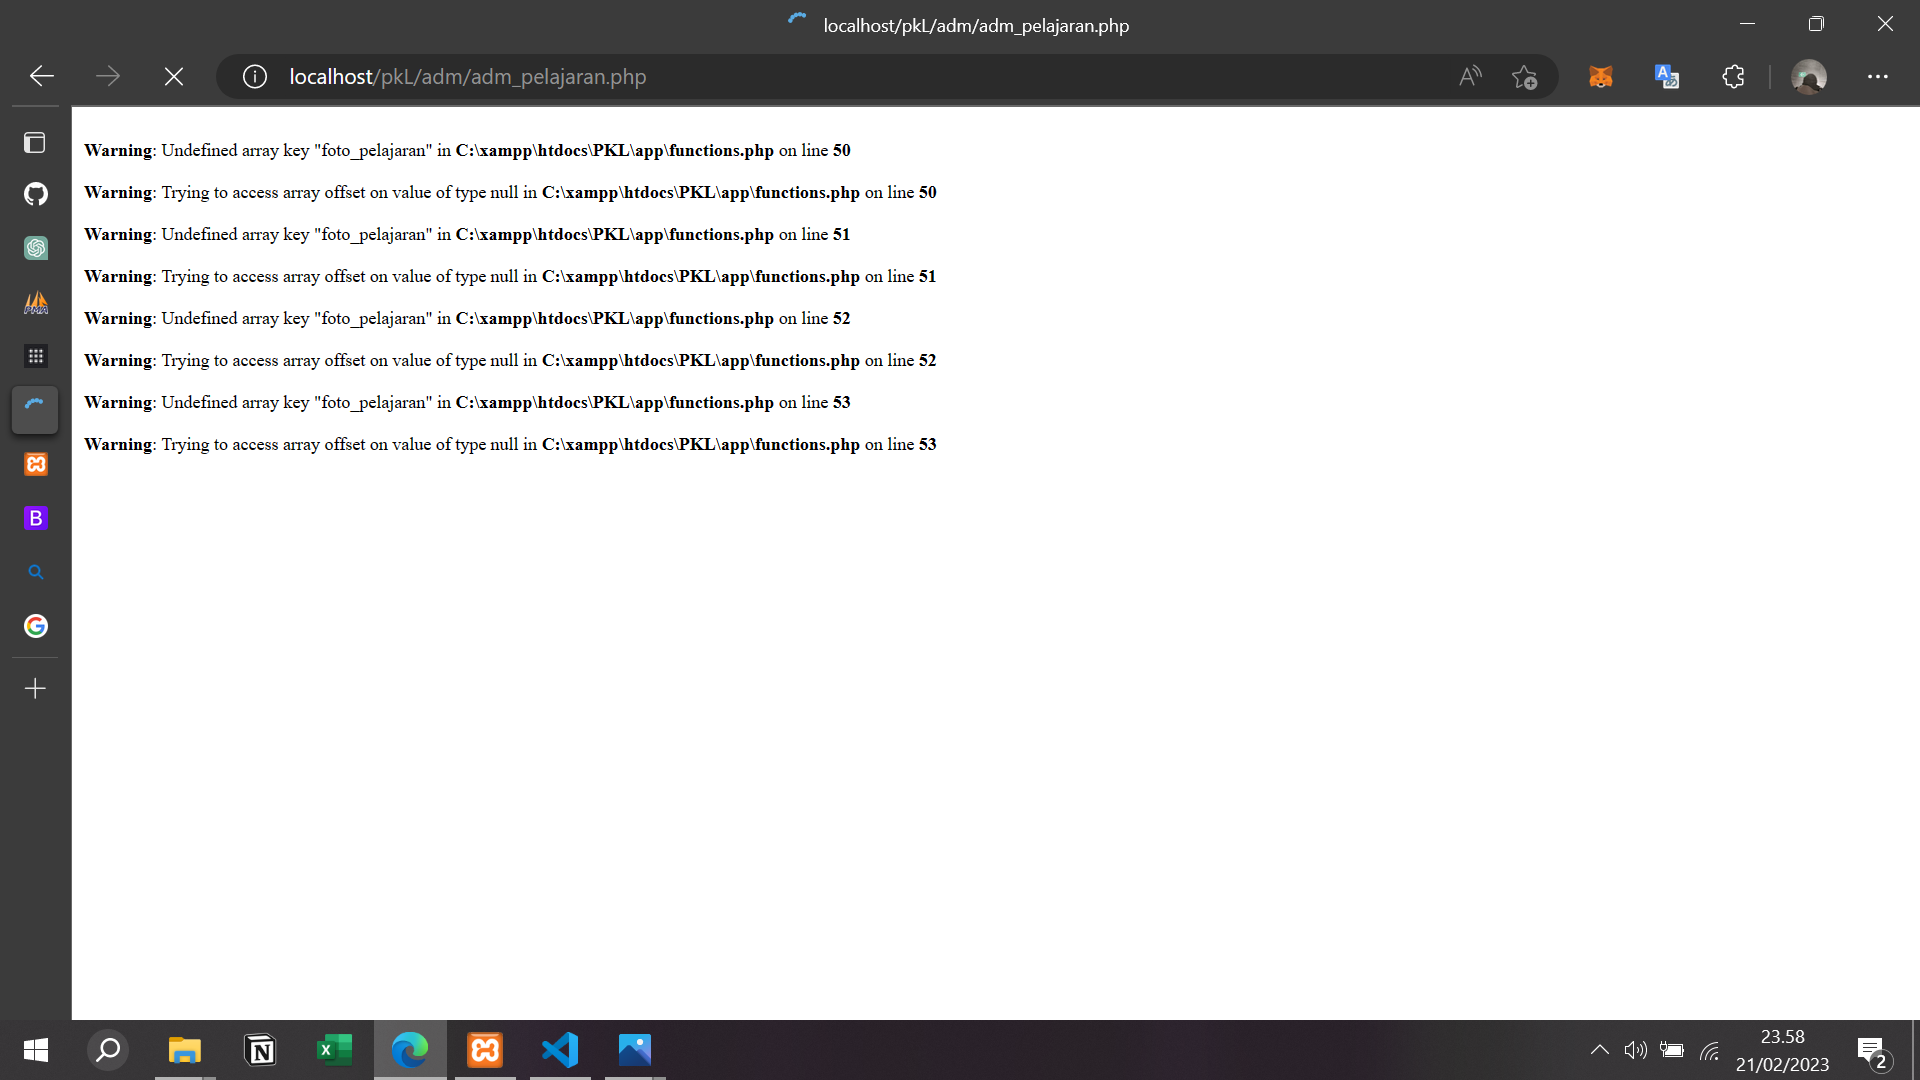 localhost/pkL/adm/adm_pelajaran.php
localhost/pkL/adm/adm_pelajaran.php
Warning: Undefined array key "foto_pelajaran" in C:\xampp\htdocs\PKL\app\functions.php on line 50
Warning: Trying to access array offset on value of type null in C:\xampp\htdocs\PKL\app\functions.php on line 50
Warning: Undefined array key "foto_pelajaran" in C:\xampp\htdocs\PKL\app\functions.php on line 51
Warning: Trying to access array offset on value of type null in C:\xampp\htdocs\PKL\app\functions.php on line 51
Warning: Undefined array key "foto_pelajaran" in C:\xampp\htdocs\PKL\app\functions.php on line 52
Warning: Trying to access array offset on value of type null in C:\xampp\htdocs\PKL\app\functions.php on line 52
Warning: Undefined array key "foto_pelajaran" in C:\xampp\htdocs\PKL\app\functions.php on line 53
Warning: Trying to access array offset on value of type null in C:\xampp\htdocs\PKL\app\functions.php on line 53
PMA
B
23.58
21/02/2023
2